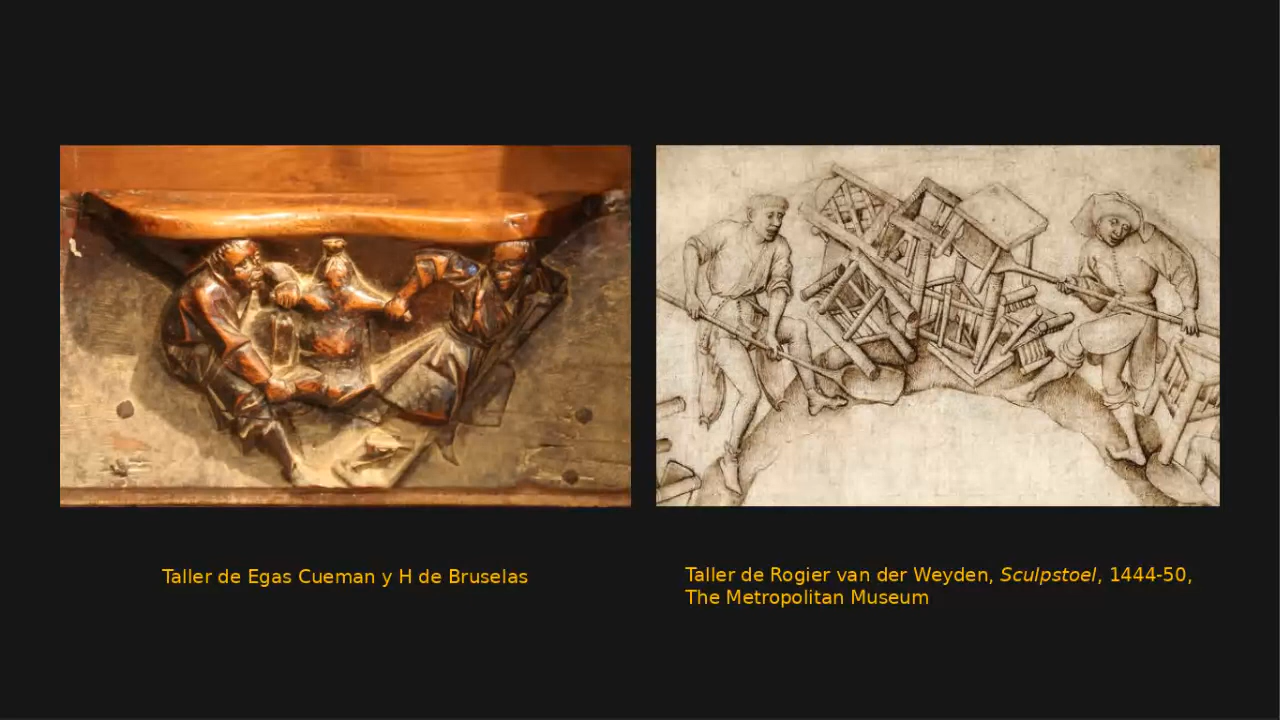 Taller de Egas Cueman y H de Bruselas
Taller de Rogier van der Weyden, Sculpstoel, 1444-50,
The Metropolitan Museum